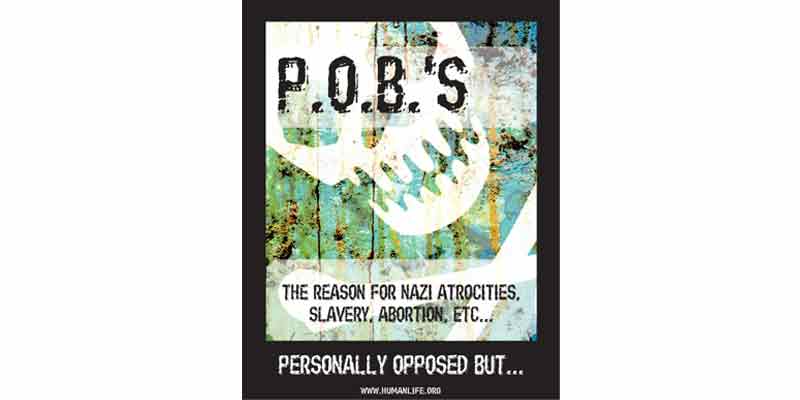 P.O.B.'S
THE REASON FOR NAZI ATROCITIES,
SLAVERY, ABORTION, ETC...
PERSONALLY OPPOSED BUT...
WWW.HUMANLIFE.ORG